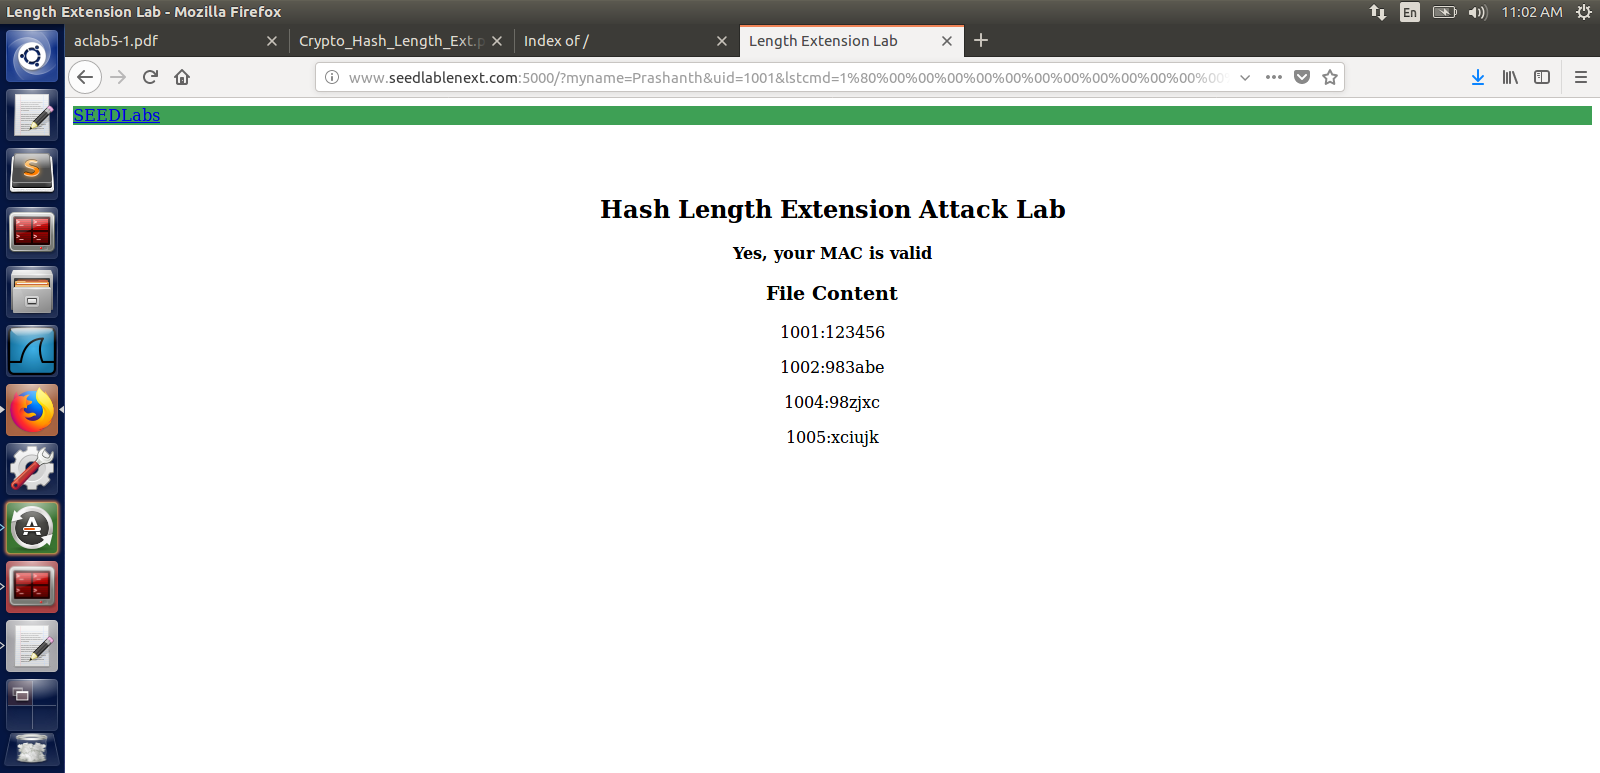 Length Extension Lab - Mozilla Firefox
En
11:02 AM
aclab5-1.pdf
Crypto_Hash_Length_Ext.p
Index of /
Length Extension Lab
www.seedlablenext.com:5000/?myname=Prashanth&uid=1001&lstcmd=1%80%00%00%00%00%00%00%00%00%00%00%00%00%00
SEEDLabs
Hash Length Extension Attack Lab
Yes, your MAC is valid
File Content
1001:123456
1002:983abe
1004:98zjxc
1005:xciujk